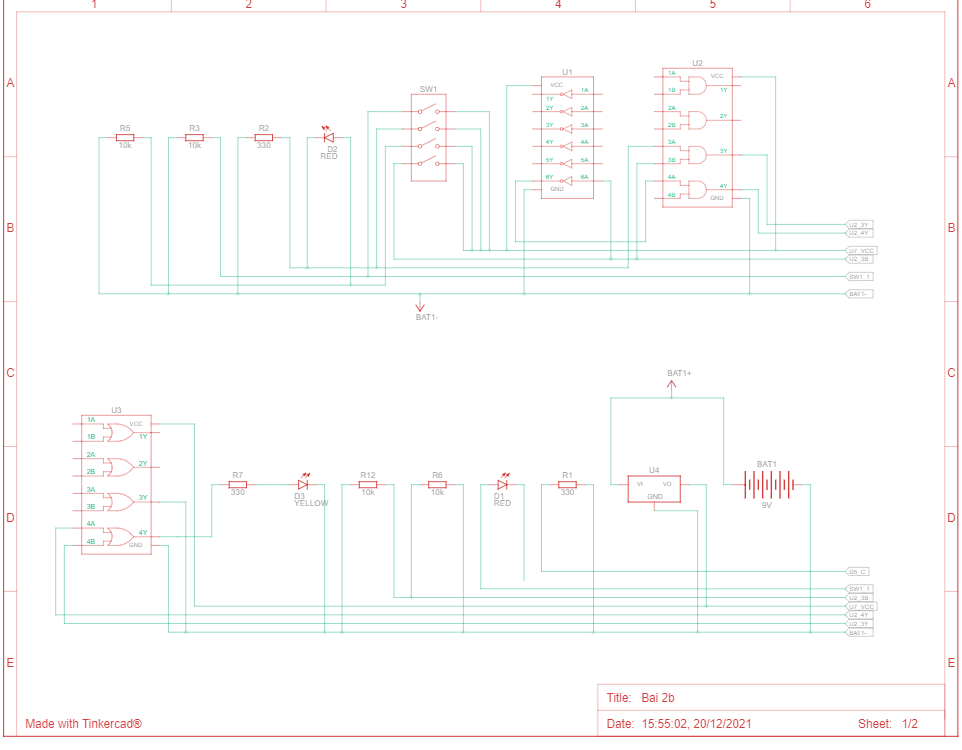 1 2 3 4 5 6
A A
U2
U1
1A VCC
SW1
VCC 1A
1B 1Y
1Y
2Y 2A
2A 2Y
2B
R5 R3 R2
3Y 3A
10k 10k 330
4Y 4A
3A 3Y
D2
RED
3B
5Y 5A
6Y 6A
4A 4Y
GND
4B GND
B B
U2_3Y
U2_4Y
U7_VCC
U2_3B
SW1_1
BAT1-
BAT1-
C C
BAT1+
U3
1A VCC
1B 1Y
2A 2Y
2B
BAT1
U4
R7 R12 R6 R1
3A 3Y
VI VO
330 10k 10k 330
D3 D1 GND
YELLOW RED 9V
3B
D D
4A 4Y
4B GND
D5_C
SW1_1
U2_3B
U7_VCC
U2_4Y
U2_3Y
BAT1-
E E
Title: Bai 2b
Made with Tinkercad® Date: 15:55:02, 20/12/2021 Sheet: 1/2